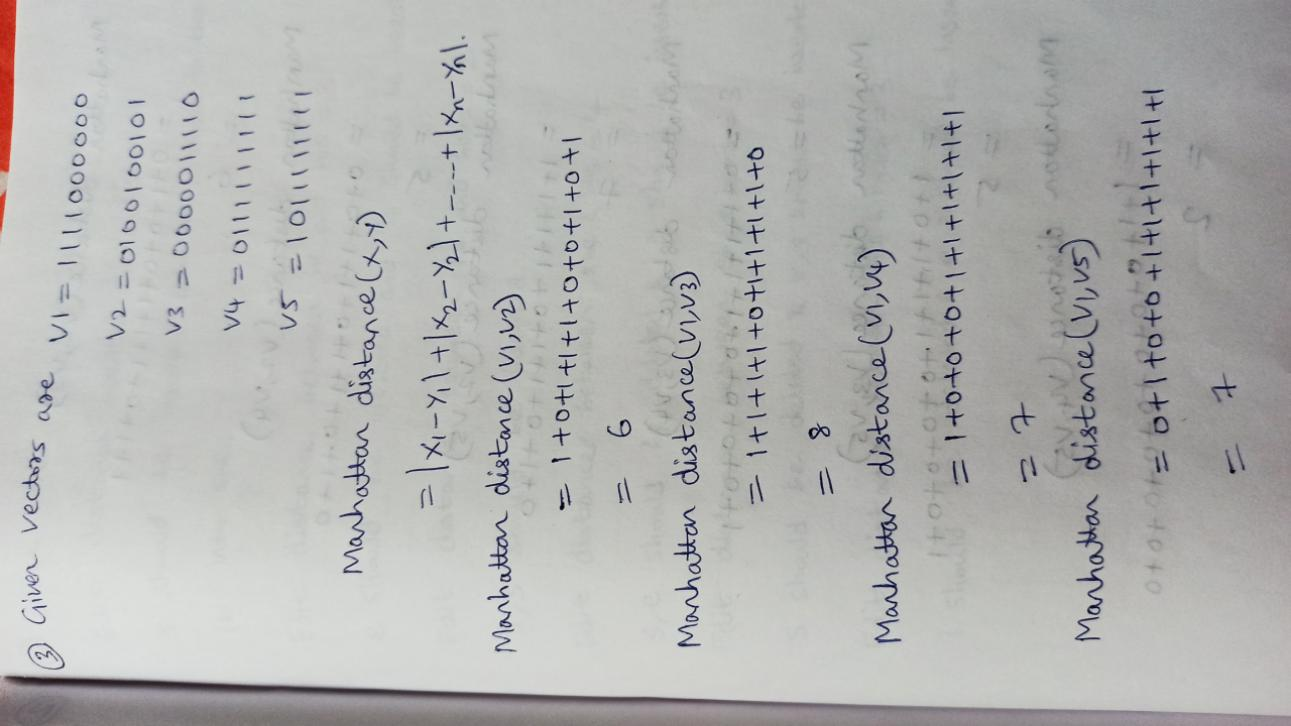 ③ Given vectors are V1 = 1111000000
V2 = 0100100101
V3 = 0000011110
V4 = 0111111111
V5 = 1011111111
Manhattan distance (x,y)
= |x₁-y₁|+|x₂-y₂|+----+|xn-yn|.
Manhattan distance (V1,V2)
= 1+0+1+1+1+0+0+1+0+1
= 6
Manhattan distance (V1,V3)
= 1+1+1+1+0+1+1+1+1+0
= 8
Manhattan distance (V1,V4)
= 1+0+0+0+1+1+1+1+1+1
= 7
Manhattan distance (V1,V5)
= 0+1+0+0+1+1+1+1+1+1
= 7